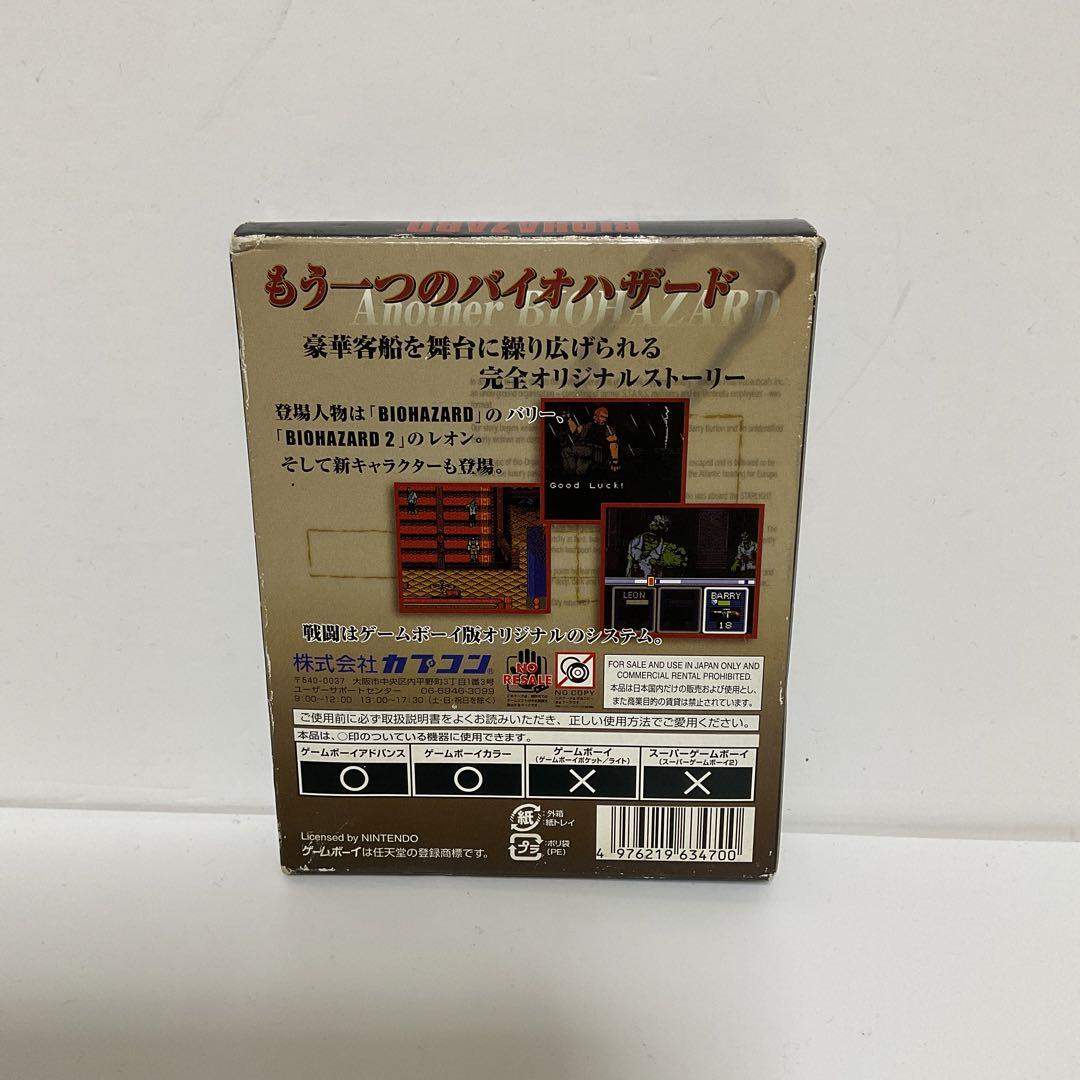 BIOHAZARD
もう一つのバイオハザード
Another BIOHAZARD
豪華客船を舞台に繰り広げられる
完全オリジナルストーリー
登場人物は「BIOHAZARD」のバリー。
「BIOHAZARD 2」のレオン。
そして新キャラクターも登場。
Good Luck!
LEON
BARRY
18
戦闘はゲームボーイ版オリジナルのシステム。
株式会社 カプコン®
〒540-0037 大阪市中央区内平野町3丁目1番3号
ユーザーサポートセンター 06-6946-3099
9:00〜12:00 13:00〜17:30(土・日・祝日を除く)
NO RESALE
NO COPY
FOR SALE AND USE IN JAPAN ONLY AND
COMMERCIAL RENTAL PROHIBITED.
本品は日本国内だけの販売および使用とし、
また商業目的の賃貸は禁止されています。
ご使用前に必ず取扱説明書をよくお読みいただき、正しい使用方法でご愛用ください。
本品は、○印のついている機器に使用できます。
ゲームボーイアドバンス ゲームボーイカラー ゲームボーイ スーパーゲームボーイ
(ゲームボーイポケット/ライト) (スーパーゲームボーイ2)
○ ○ × ×
紙 :外箱
:紙トレイ
プラ :ポリ袋
(PE)
Licensed by NINTENDO
ゲームボーイは任天堂の登録商標です。
4 976219 634700